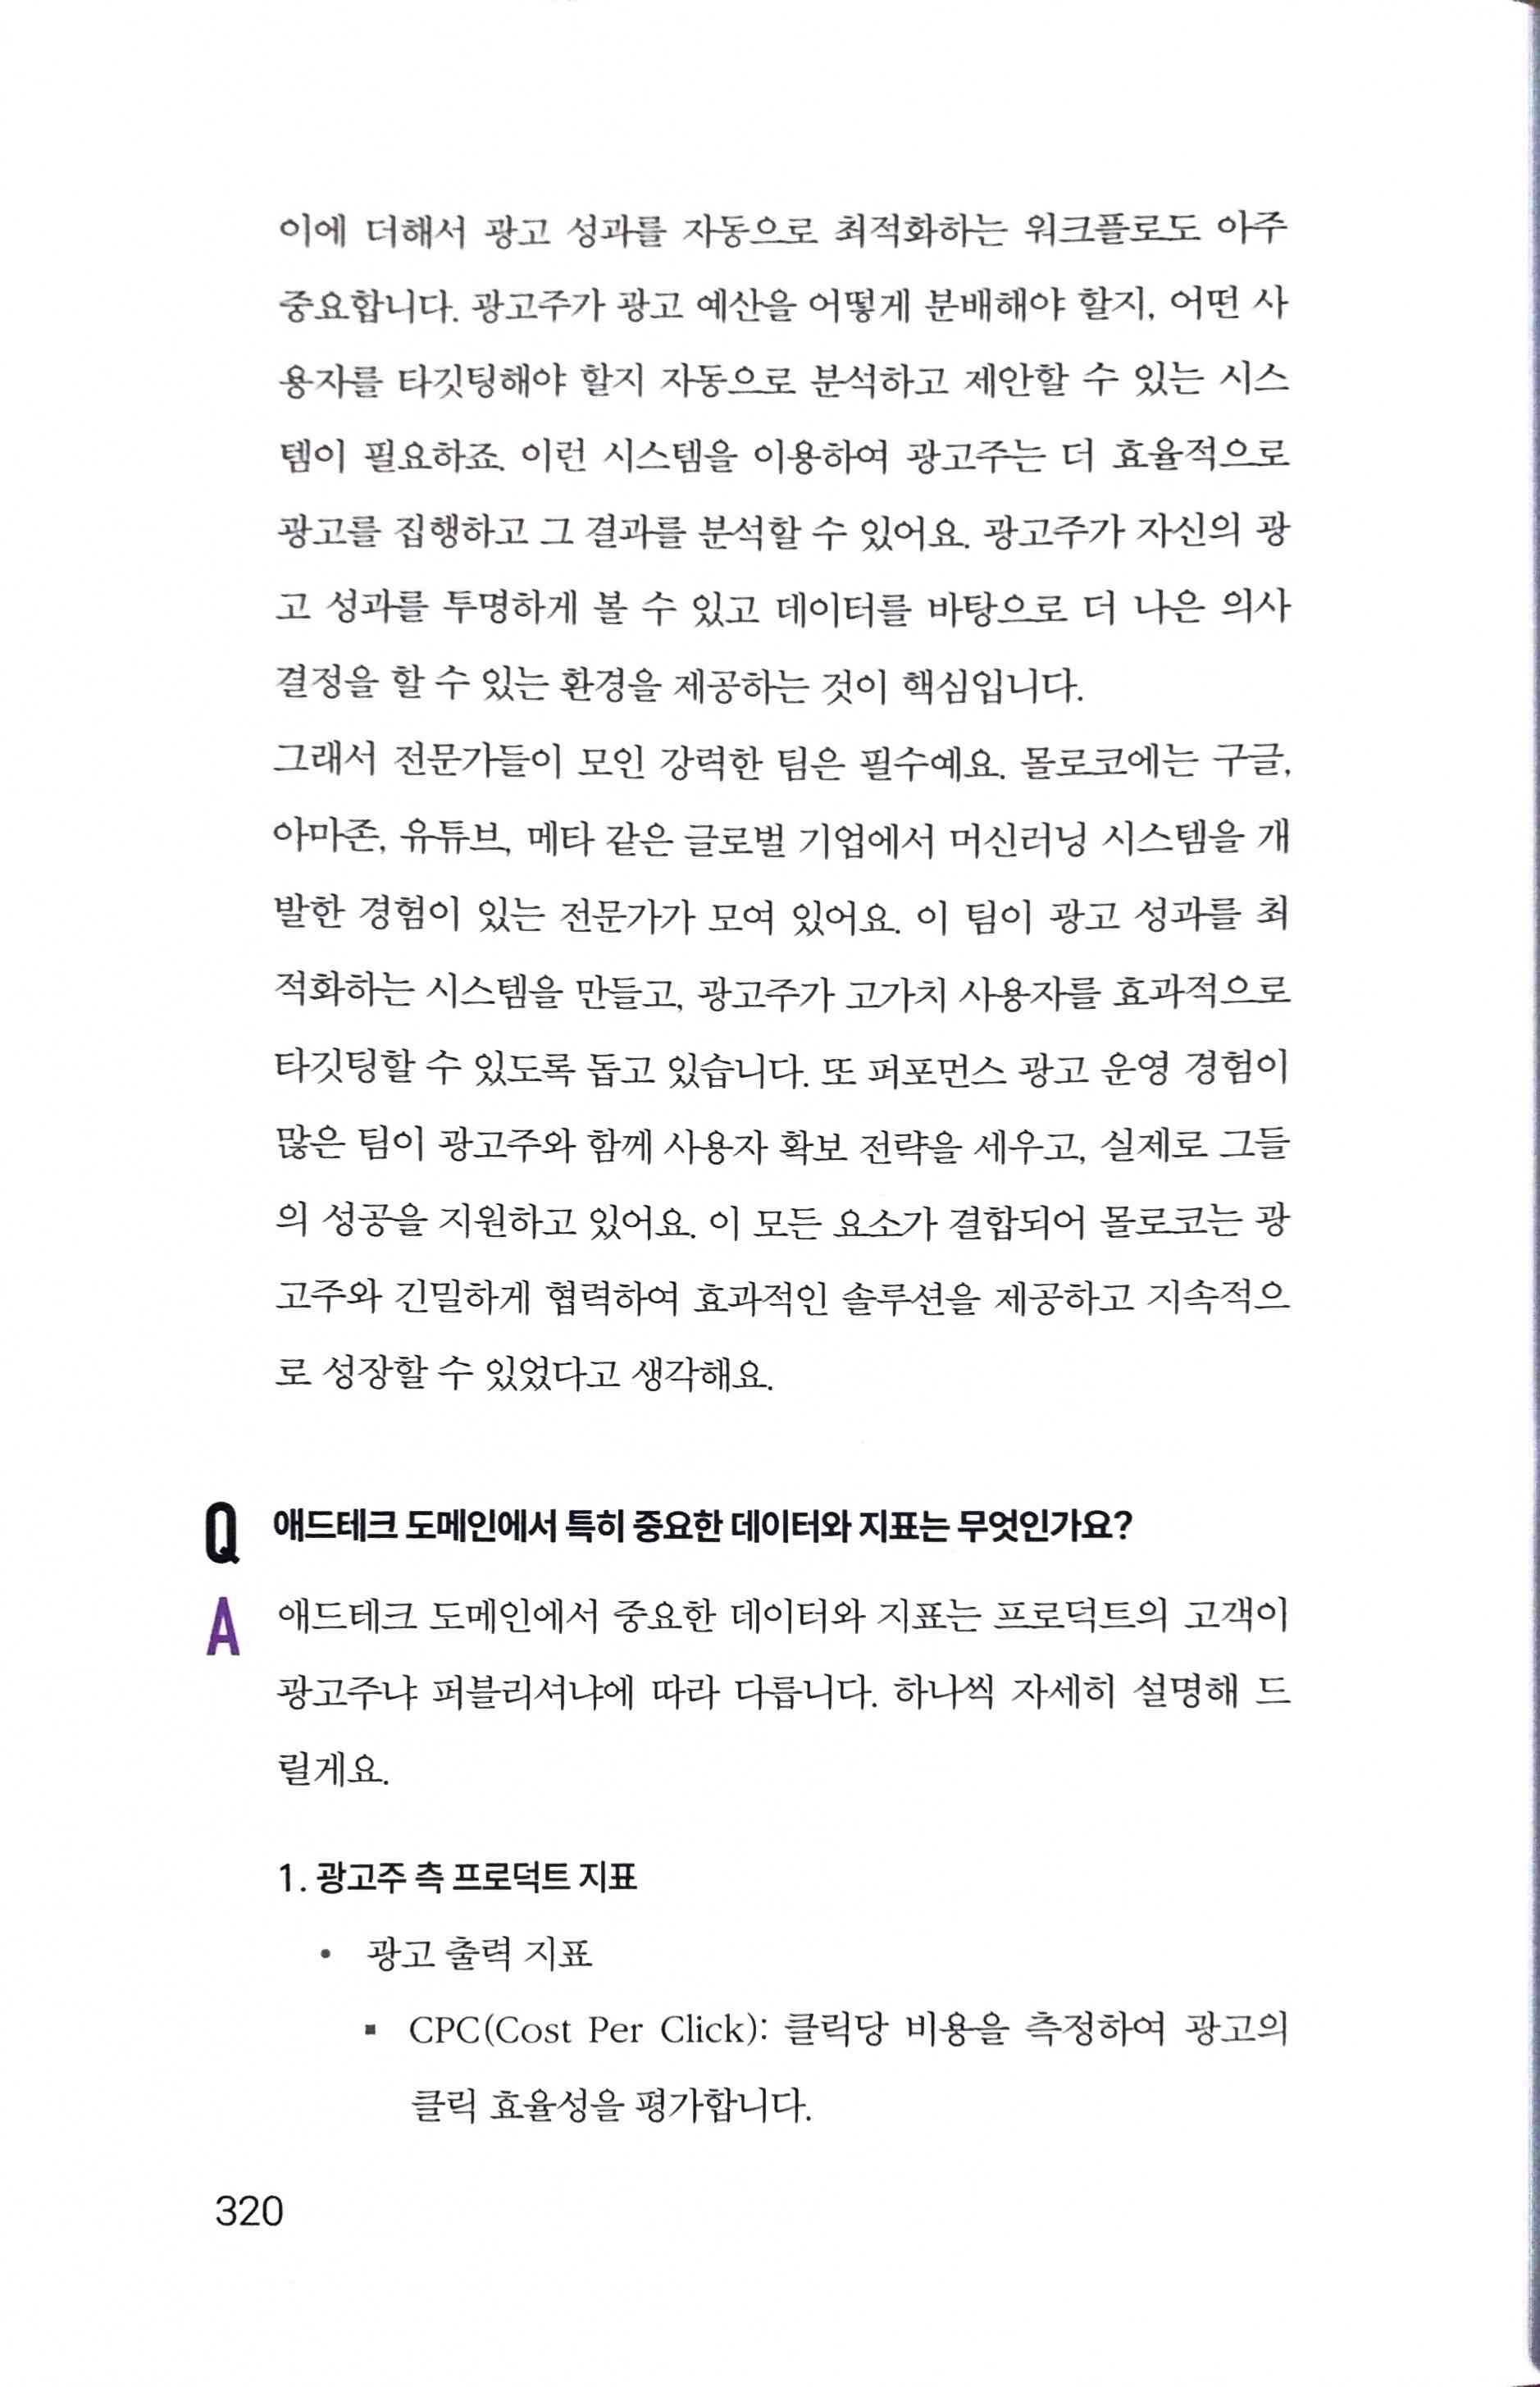 이에 더해서 광고 성과를 자동으로 최적화하는 워크플로도 아주
중요합니다. 광고주가 광고 예산을 어떻게 분배해야 할지, 어떤 사
용자를 타깃팅해야 할지 자동으로 분석하고 제안할 수 있는 시스
템이 필요하죠. 이런 시스템을 이용하여 광고주는 더 효율적으로
광고를 집행하고 그 결과를 분석할 수 있어요. 광고주가 자신의 광
고 성과를 투명하게 볼 수 있고 데이터를 바탕으로 더 나은 의사
결정을 할 수 있는 환경을 제공하는 것이 핵심입니다.
그래서 전문가들이 모인 강력한 팀은 필수예요. 몰로코에는 구글,
아마존, 유튜브, 메타 같은 글로벌 기업에서 머신러닝 시스템을 개
발한 경험이 있는 전문가가 모여 있어요. 이 팀이 광고 성과를 최
적화하는 시스템을 만들고, 광고주가 고가치 사용자를 효과적으로
타깃팅할 수 있도록 돕고 있습니다. 또 퍼포먼스 광고 운영 경험이
많은 팀이 광고주와 함께 사용자 확보 전략을 세우고, 실제로 그들
의 성공을 지원하고 있어요. 이 모든 요소가 결합되어 몰로코는 광
고주와 긴밀하게 협력하여 효과적인 솔루션을 제공하고 지속적으
로 성장할 수 있었다고 생각해요.
Q 애드테크 도메인에서 특히 중요한 데이터와 지표는 무엇인가요?
A 애드테크 도메인에서 중요한 데이터와 지표는 프로덕트의 고객이
광고주냐 퍼블리셔냐에 따라 다릅니다. 하나씩 자세히 설명해 드
릴게요.
1. 광고주 측 프로덕트 지표
• 광고 출력 지표
▪ CPC(Cost Per Click): 클릭당 비용을 측정하여 광고의
클릭 효율성을 평가합니다.
320